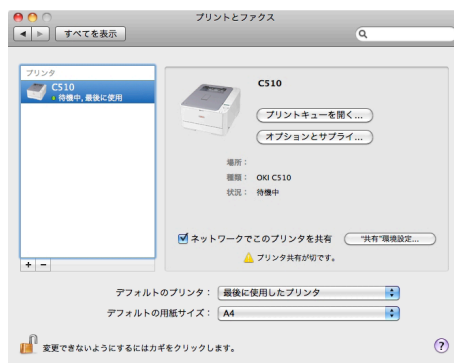 プリントとファクス
すべてを表示
プリンタ
C510
待機中, 最後に使用
C510
プリントキューを開く...
オプションとサプライ...
場所：
種類： OKI C510
状況： 待機中
ネットワークでこのプリンタを共有 "共有"環境設定...
プリンタ共有が切です。
+ −
デフォルトのプリンタ： 最後に使用したプリンタ
デフォルトの用紙サイズ： A4
変更できないようにするにはカギをクリックします。 ?